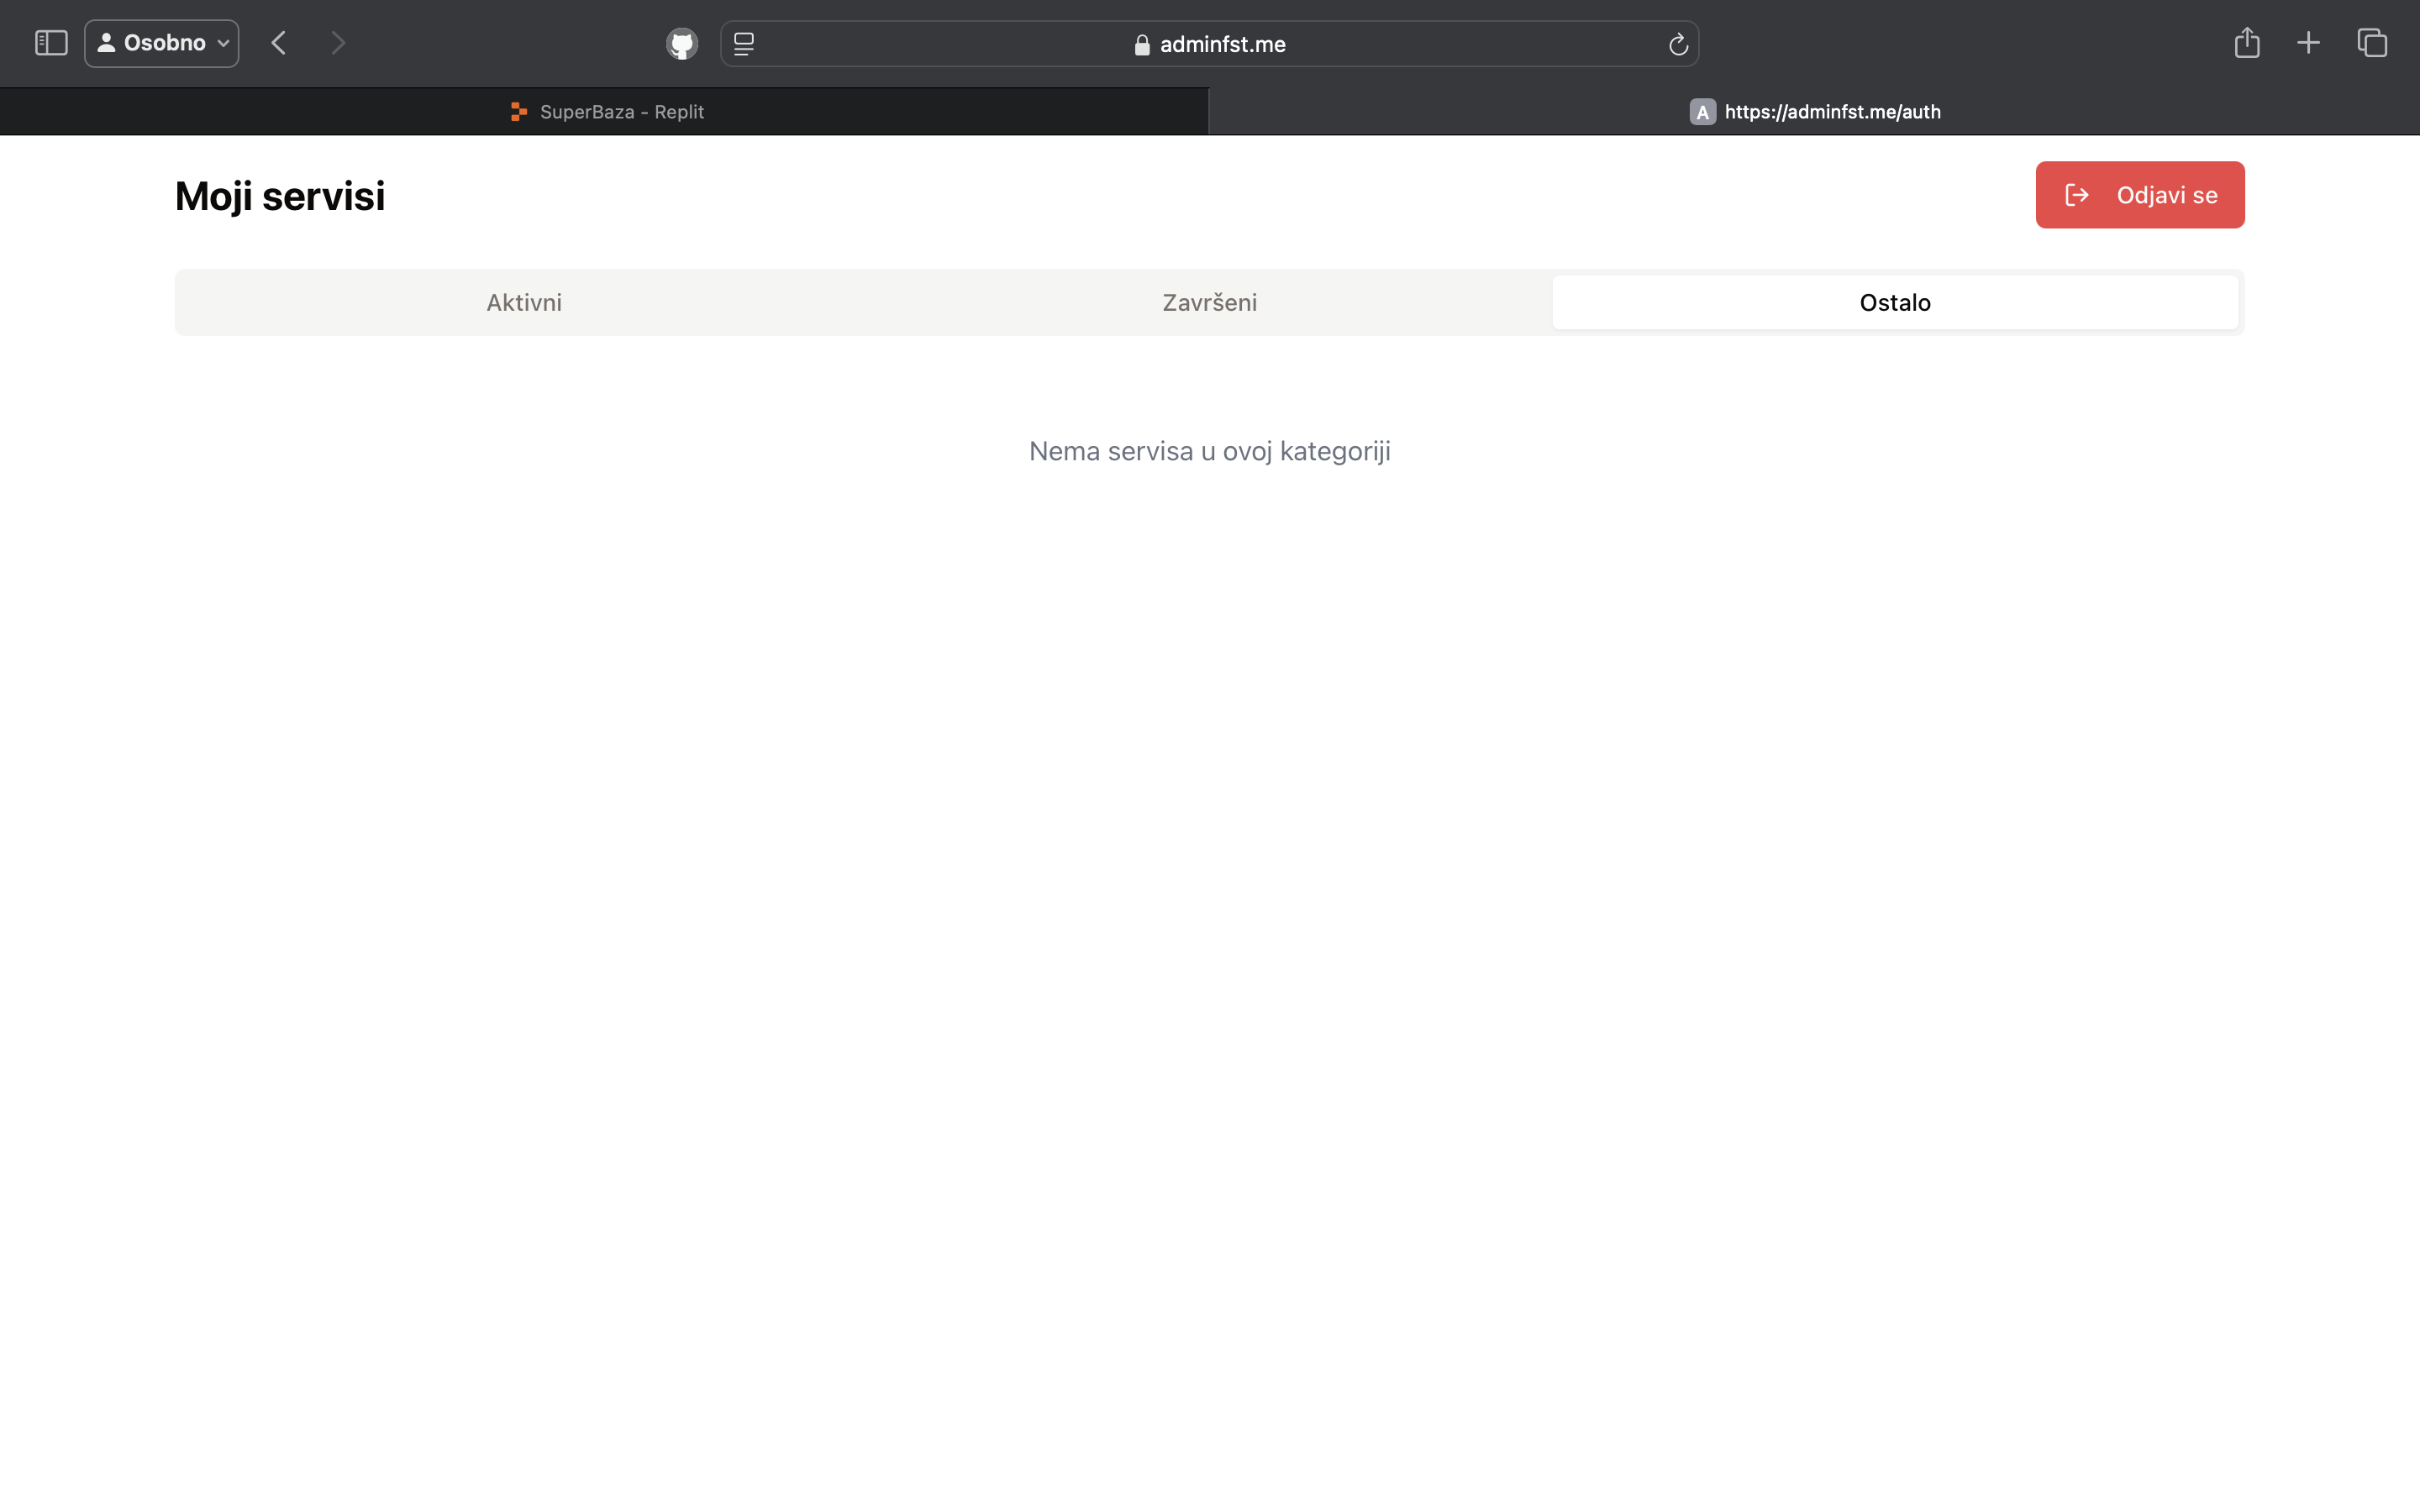 Osobno
adminfst.me
SuperBaza - Replit
A https://adminfst.me/auth
Moji servisi
Odjavi se
Aktivni
Završeni
Ostalo
Nema servisa u ovoj kategoriji